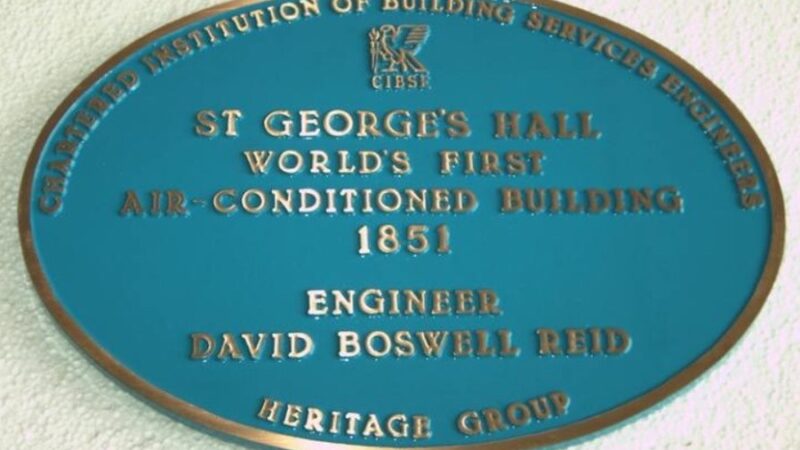 CHARTERED INSTITUTION OF BUILDING SERVICES ENGINEERS
CIBSE
ST GEORGE'S HALL
WORLD'S FIRST
AIR-CONDITIONED BUILDING
1851
ENGINEER
DAVID BOSWELL REID
HERITAGE GROUP